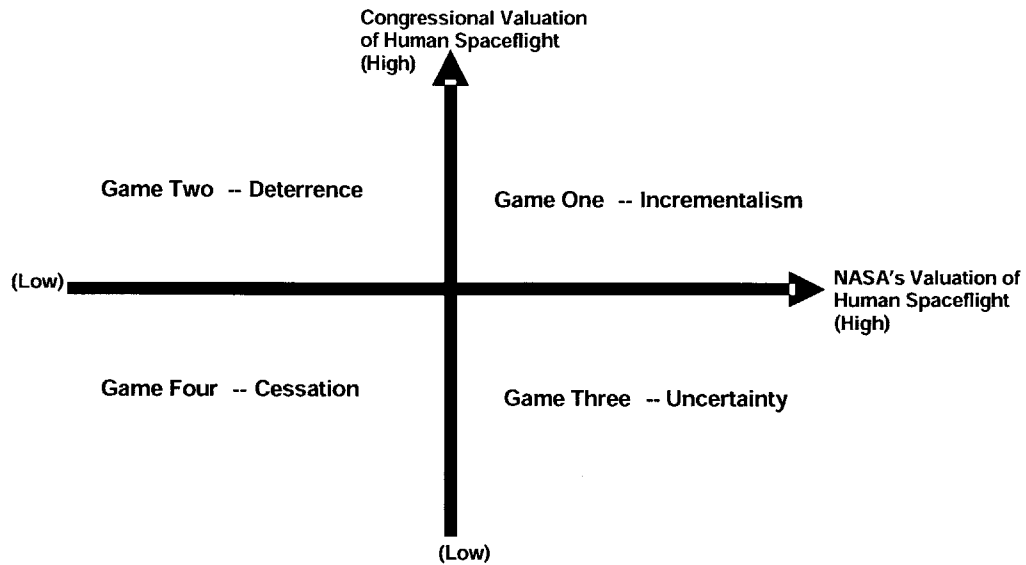 Congressional Valuation
of Human Spaceflight
(High)
Game Two -- Deterrence
Game One -- Incrementalism
(Low)
NASA's Valuation of
Human Spaceflight
(High)
Game Four -- Cessation
Game Three -- Uncertainty
(Low)